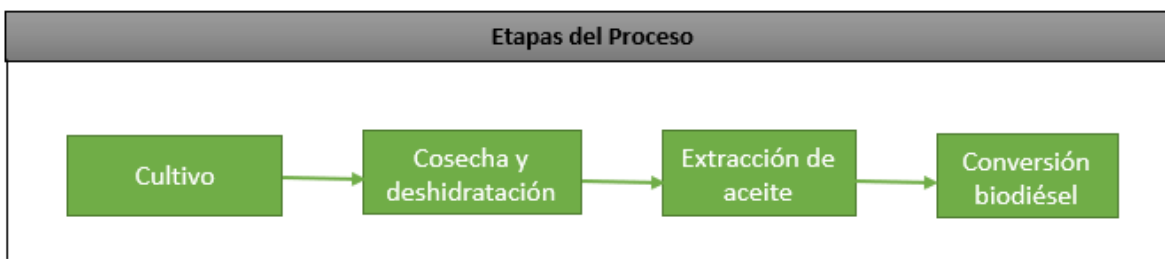 Etapas del Proceso
Cultivo
Cosecha y
deshidratación
Extracción de
aceite
Conversión
biodiésel